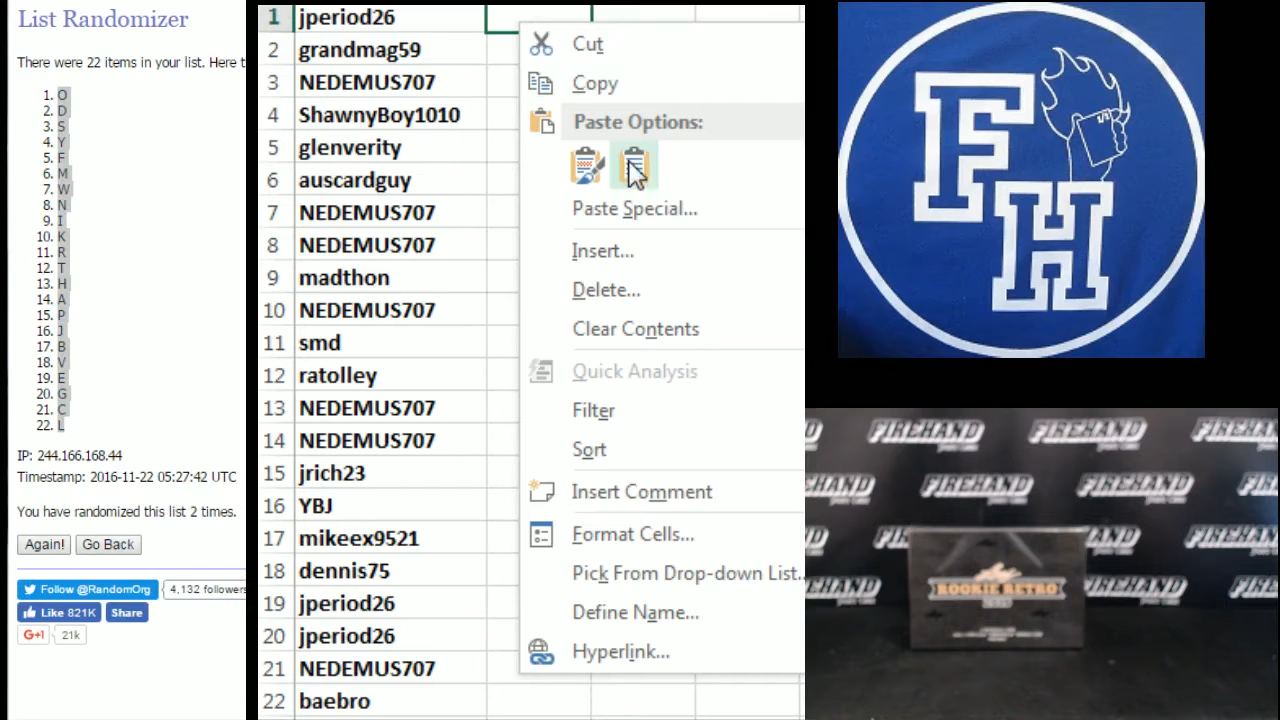 List Randomizer
There were 22 items in your list. Here t
1. O
2. D
3. S
4. Y
5. F
6. M
7. W
8. N
9. I
10. K
11. R
12. T
13. H
14. A
15. P
16. J
17. B
18. V
19. E
20. G
21. C
22. L
IP: 244.166.168.44
Timestamp: 2016-11-22 05:27:42 UTC
You have randomized this list 2 times.
Again! Go Back
Follow @RandomOrg 4,132 followers
Like 821K Share
G+1 21k
1 jperiod26
2 grandmag59
3 NEDEMUS707
4 ShawnyBoy1010
5 glenverity
6 auscardguy
7 NEDEMUS707
8 NEDEMUS707
9 madthon
10 NEDEMUS707
11 smd
12 ratolley
13 NEDEMUS707
14 NEDEMUS707
15 jrich23
16 YBJ
17 mikeex9521
18 dennis75
19 jperiod26
20 jperiod26
21 NEDEMUS707
22 baebro
Cut
Copy
Paste Options:
Paste Special...
Insert...
Delete...
Clear Contents
Quick Analysis
Filter
Sort
Insert Comment
Format Cells...
Pick From Drop-down List...
Define Name...
Hyperlink...
F
H
1/1
FIREHAND FIREHAND
FIREHAND FIREHAND
FIREHAND
ROOKIE RETRO